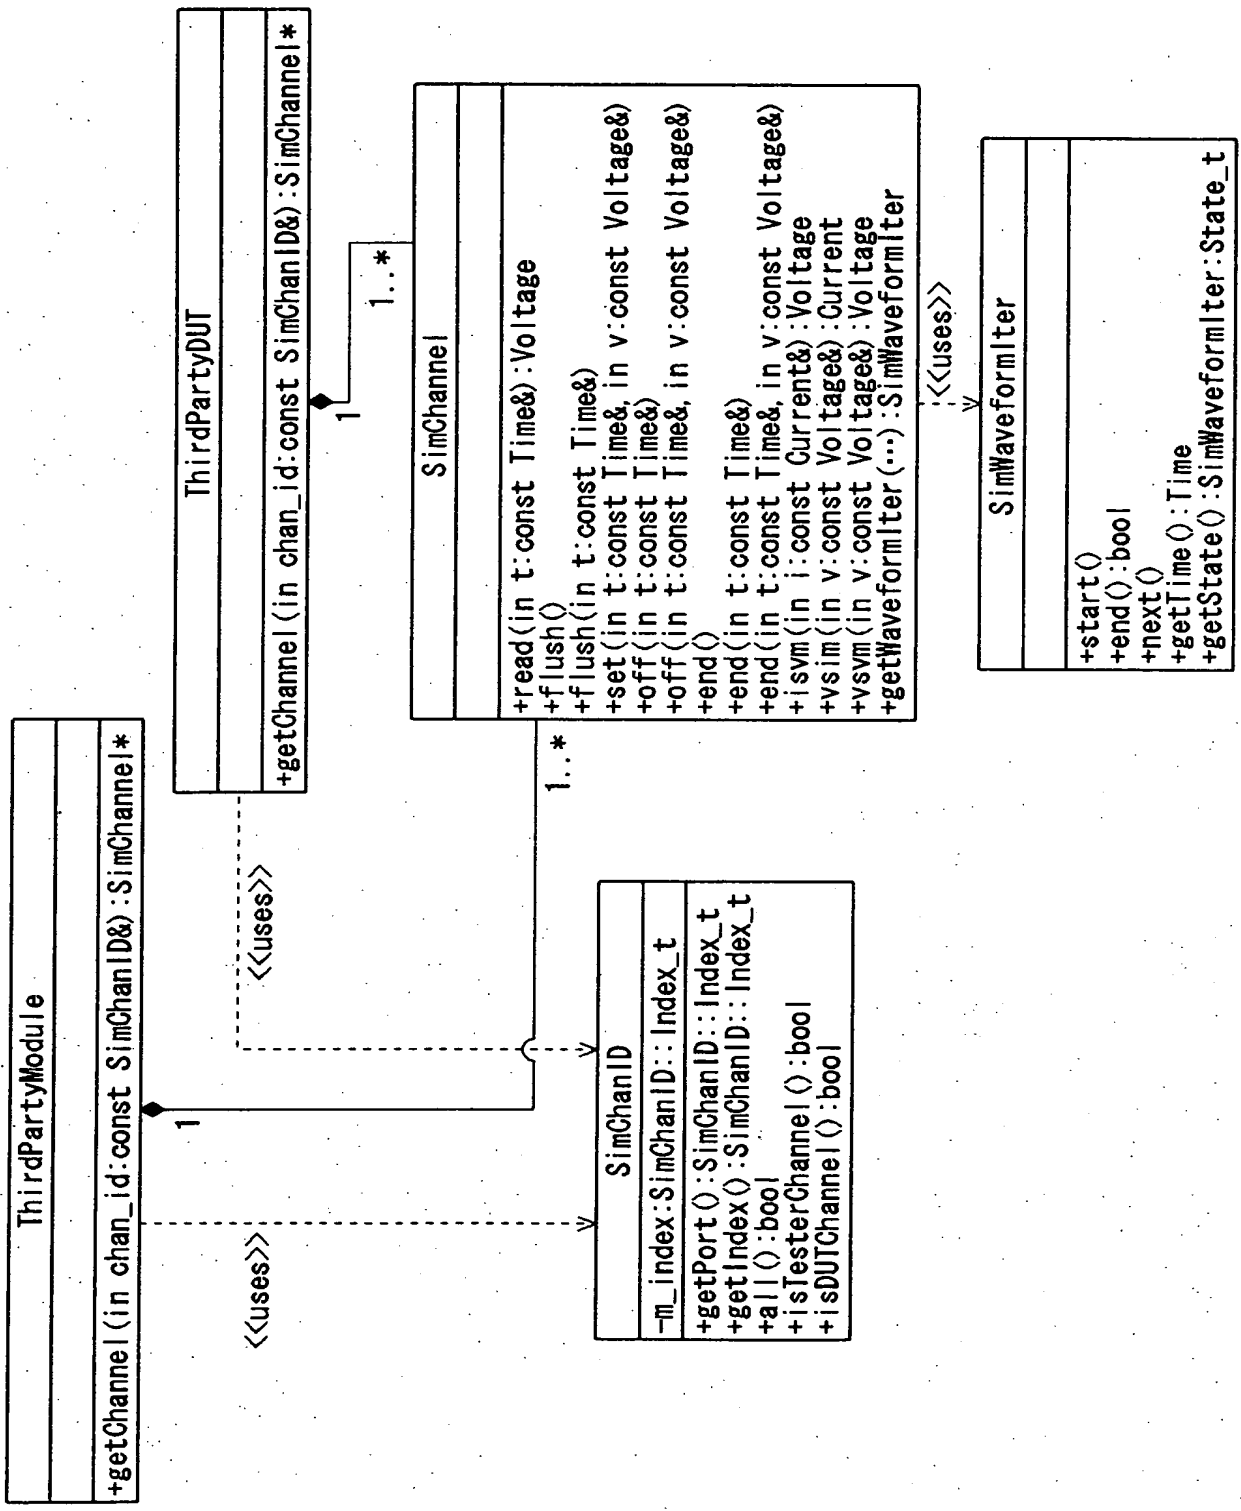 ThirdPartyModule
+getChannel(in chan_id:const SimChanID&):SimChannel*
1
<<uses>>
ThirdPartyDUT
+getChannel(in chan_id:const SimChanID&):SimChannel*
1
1..*
<<uses>>
SimChannel
+read(in t:const Time&):Voltage
+flush()
+flush(in t:const Time&)
+set(in t:const Time&, in v:const Voltage&)
+off(in t:const Time&)
+off(in t:const Time&, in v:const Voltage&)
+end()
+end(in t:const Time&)
+end(in t:const Time&, in v:const Voltage&)
+isvm(in i:const Current&):Voltage
+vsim(in v:const Voltage&):Current
+vsvm(in v:const Voltage&):Voltage
+getWaveformIter(...):SimWaveformIter
1..*
<<uses>>
SimChanID
-m_index:SimChanID::Index_t
+getPort():SimChanID::Index_t
+getIndex():SimChanID::Index_t
+all():bool
+isTesterChannel():bool
+isDUTChannel():bool
SimWaveformIter
+start()
+end():bool
+next()
+getTime():Time
+getState():SimWaveformIter:State_t